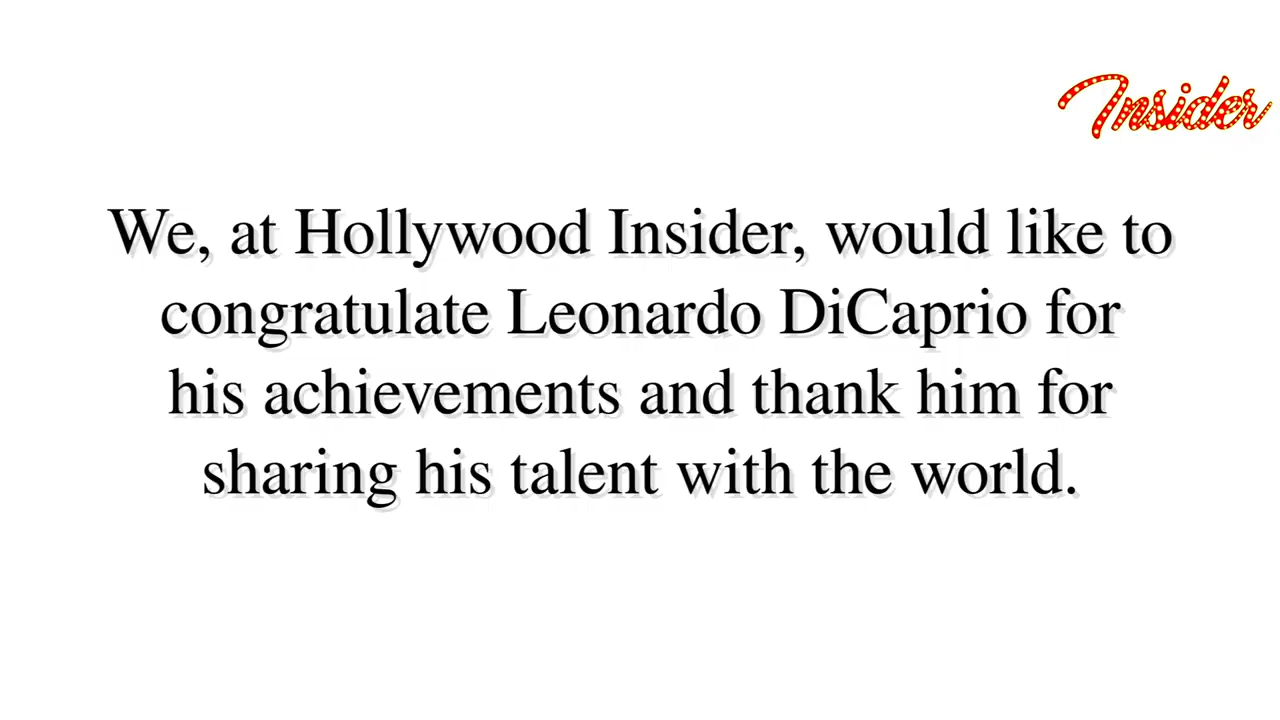 Insider
We, at Hollywood Insider, would like to
congratulate Leonardo DiCaprio for
his achievements and thank him for
sharing his talent with the world.